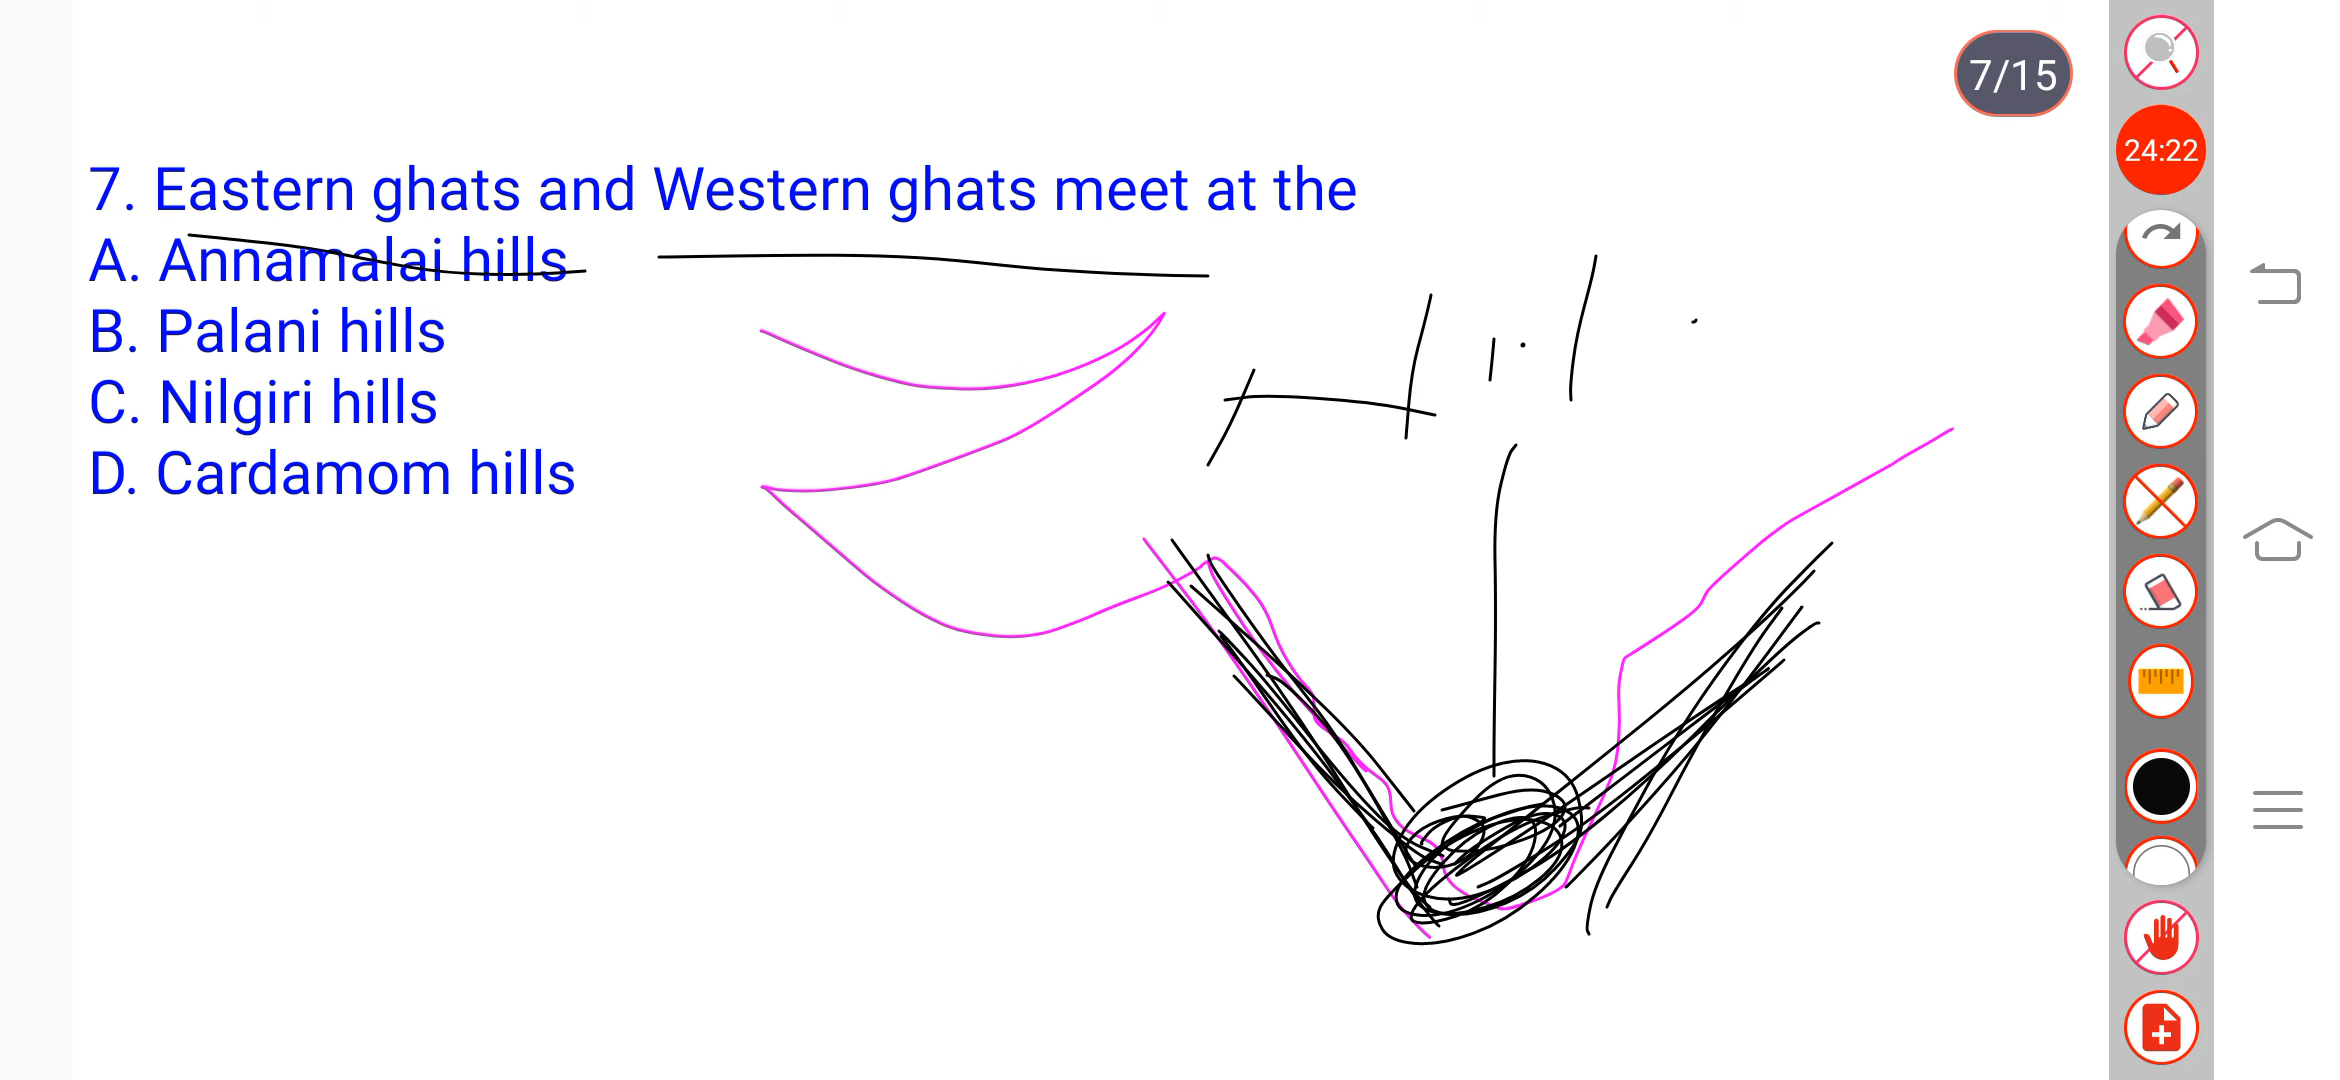 7/15
24:22
7. Eastern ghats and Western ghats meet at the
A. Annamalai hills
B. Palani hills
C. Nilgiri hills
D. Cardamom hills